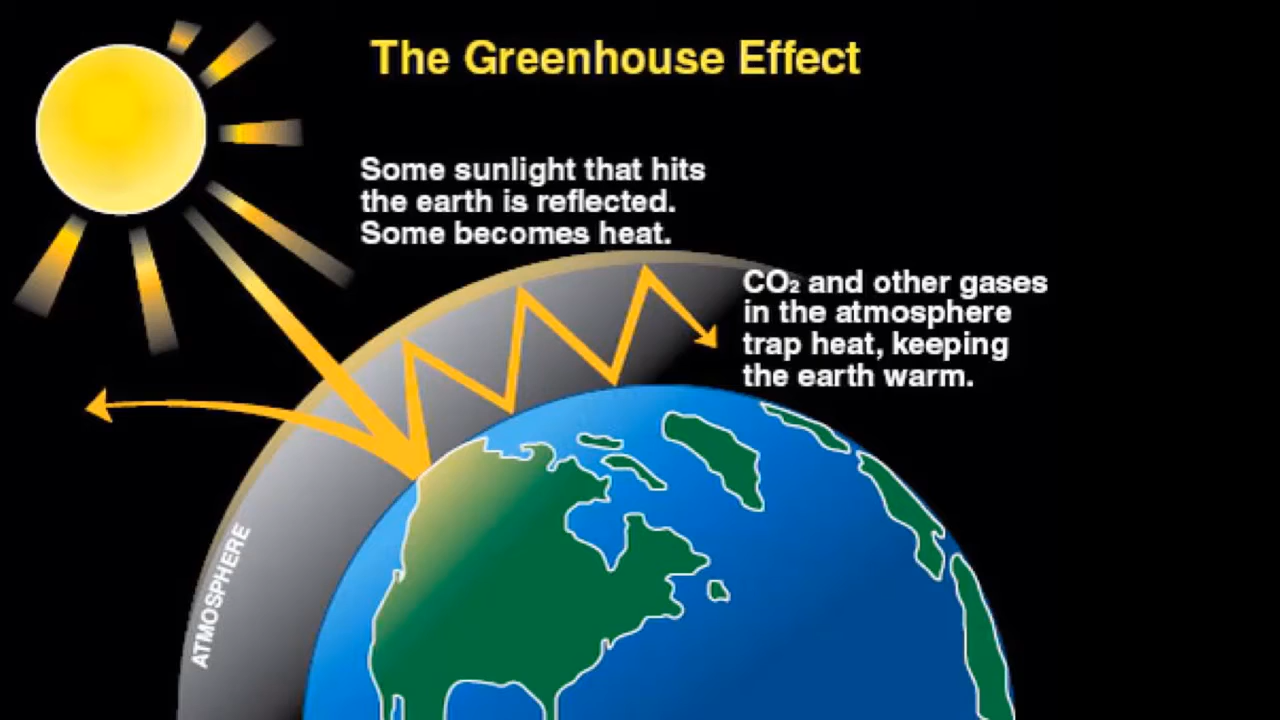 The Greenhouse Effect
Some sunlight that hits
the earth is reflected.
Some becomes heat.
CO₂ and other gases
in the atmosphere
trap heat, keeping
the earth warm.
ATMOSPHERE